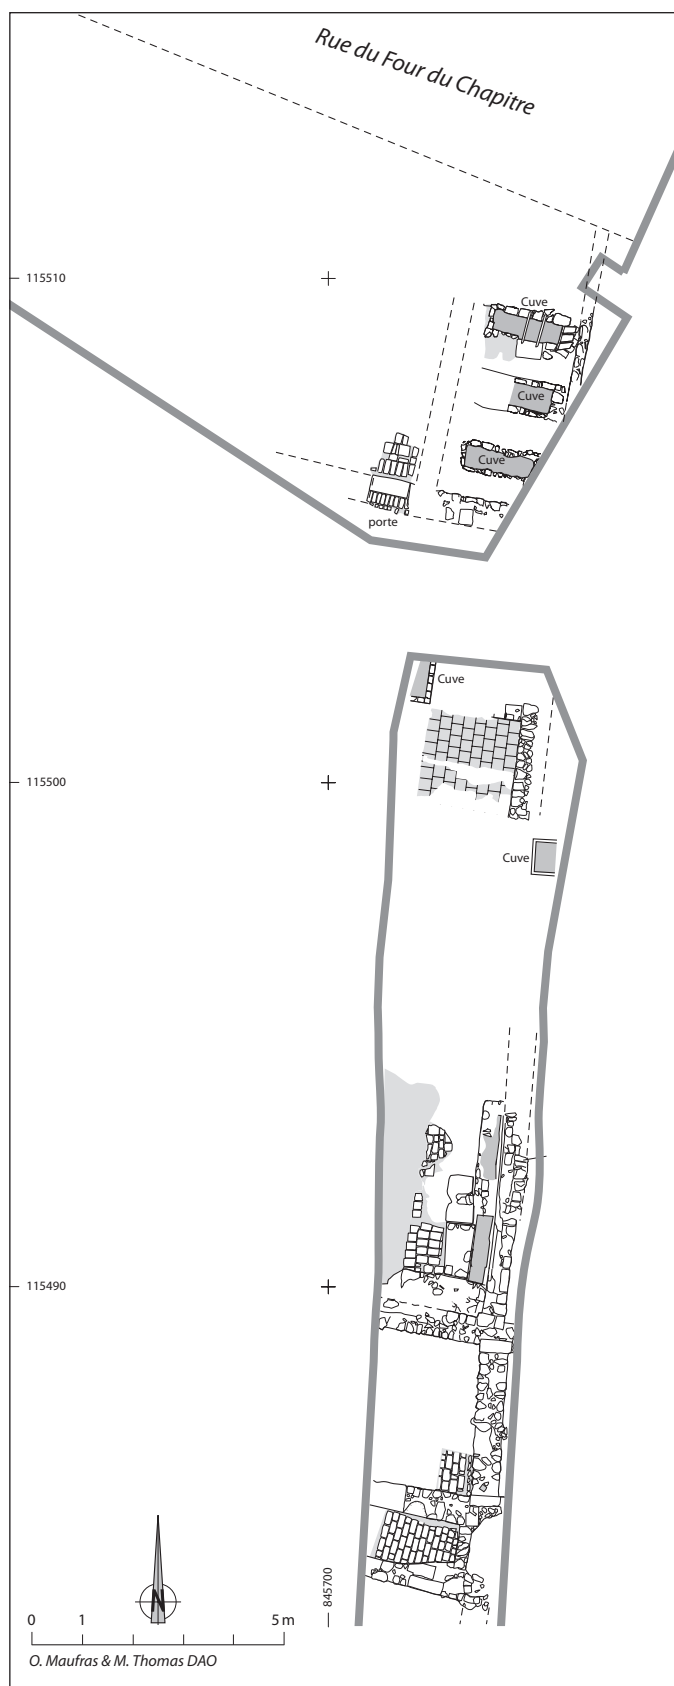 Rue du Four du Chapitre
115510
Cuve
Cuve
Cuve
porte
Cuve
115500
Cuve
115490
845700
N
0 1 5 m
O. Maufras & M. Thomas DAO